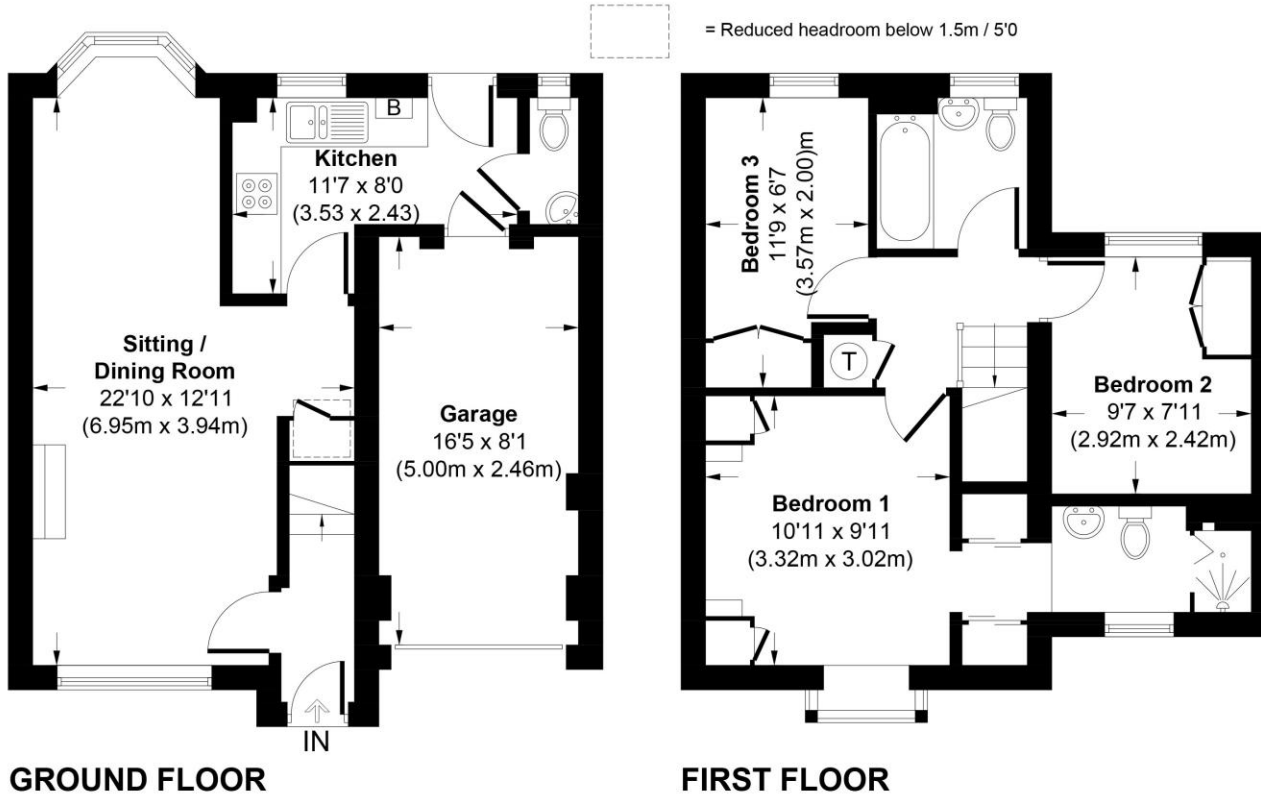 = Reduced headroom below 1.5m / 5'0
B
Kitchen
11'7 x 8'0
(3.53 x 2.43)
Sitting /
Dining Room
22'10 x 12'11
(6.95m x 3.94m)
Garage
16'5 x 8'1
(5.00m x 2.46m)
IN
GROUND FLOOR
Bedroom 3
11'9 x 6'7
(3.57m x 2.00)m
T
Bedroom 2
9'7 x 7'11
(2.92m x 2.42m)
Bedroom 1
10'11 x 9'11
(3.32m x 3.02m)
FIRST FLOOR